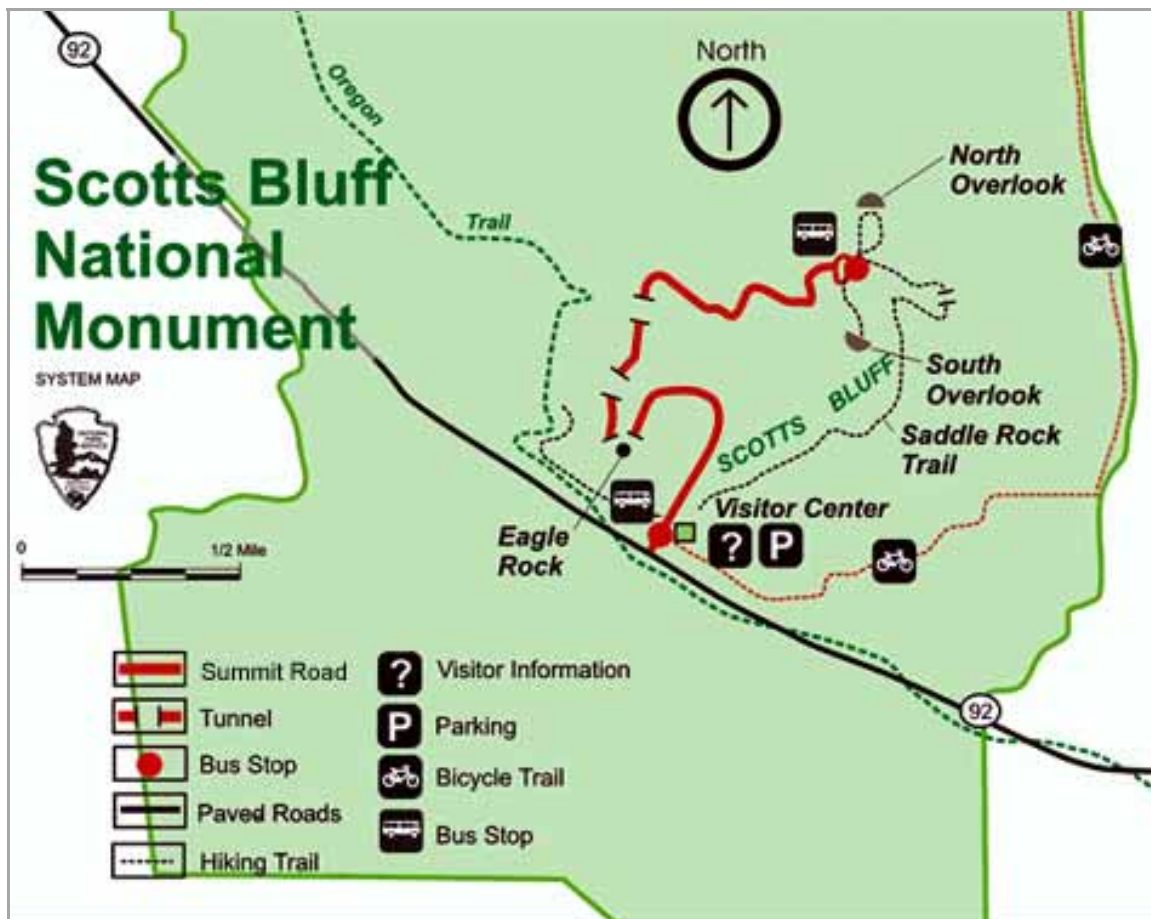 92
Oregon
North
Scotts Bluff
National
Monument
North
Overlook
Trail
SYSTEM MAP
South
Overlook
SCOTTS BLUFF
Saddle Rock
Trail
Visitor Center
?
P
Eagle
Rock
0
1/2 Mile
Summit Road
Tunnel
Bus Stop
Paved Roads
Hiking Trail
?
Visitor Information
P
Parking
Bicycle Trail
Bus Stop
92